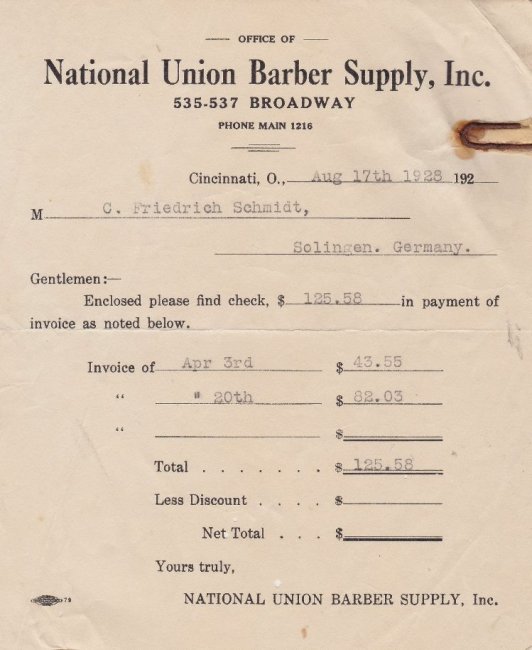 OFFICE OF
National Union Barber Supply, Inc.
535-537 BROADWAY
PHONE MAIN 1216
Cincinnati, O., Aug 17th 1928 192
M C. Friedrich Schmidt,
Solingen. Germany.
Gentlemen:—
Enclosed please find check, $ 125.58 in payment of
invoice as noted below.
Invoice of Apr 3rd $ 43.55
“ " 20th $ 82.03
“ $
Total . . . . . . . $ 125.58
Less Discount . . . . $
Net Total . . . $
Yours truly,
79 NATIONAL UNION BARBER SUPPLY, Inc.